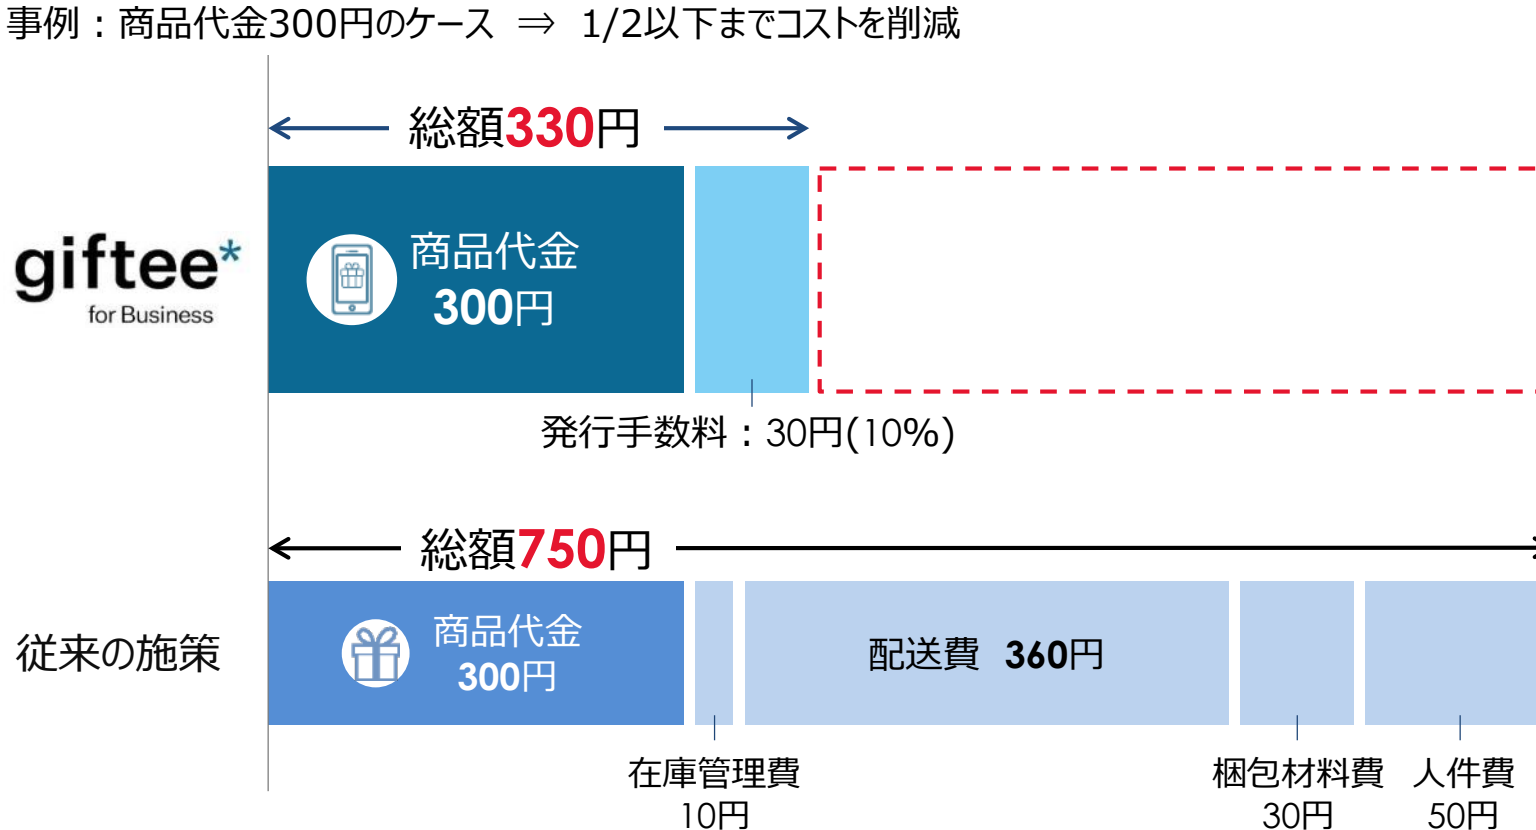 事例：商品代金300円のケース ⇒ 1/2以下までコストを削減
総額330円
giftee*
for Business
商品代金
300円
発行手数料：30円(10%)
総額750円
従来の施策
商品代金
300円
配送費 360円
在庫管理費
10円
梱包材料費
30円
人件費
50円